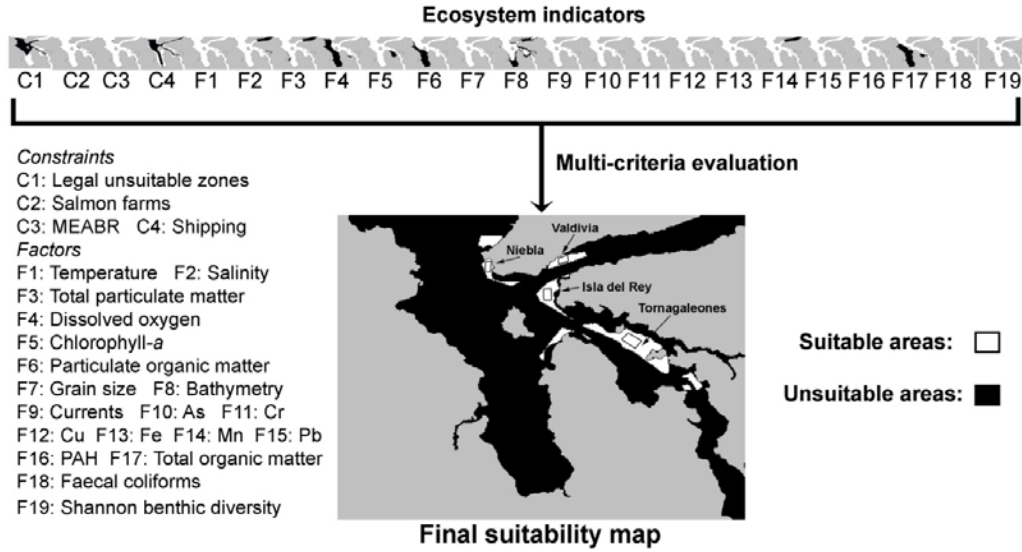 Ecosystem indicators
C1 C2 C3 C4 F1 F2 F3 F4 F5 F6 F7 F8 F9 F10 F11 F12 F13 F14 F15 F16 F17 F18 F19
Multi-criteria evaluation
Constraints
C1: Legal unsuitable zones
C2: Salmon farms
C3: MEABR C4: Shipping
Factors
F1: Temperature F2: Salinity
F3: Total particulate matter
F4: Dissolved oxygen
F5: Chlorophyll-a
F6: Particulate organic matter
F7: Grain size F8: Bathymetry
F9: Currents F10: As F11: Cr
F12: Cu F13: Fe F14: Mn F15: Pb
F16: PAH F17: Total organic matter
F18: Faecal coliforms
F19: Shannon benthic diversity
Valdivia
Niebla
Isla del Rey
Tornagaleones
Suitable areas:
Unsuitable areas:
Final suitability map